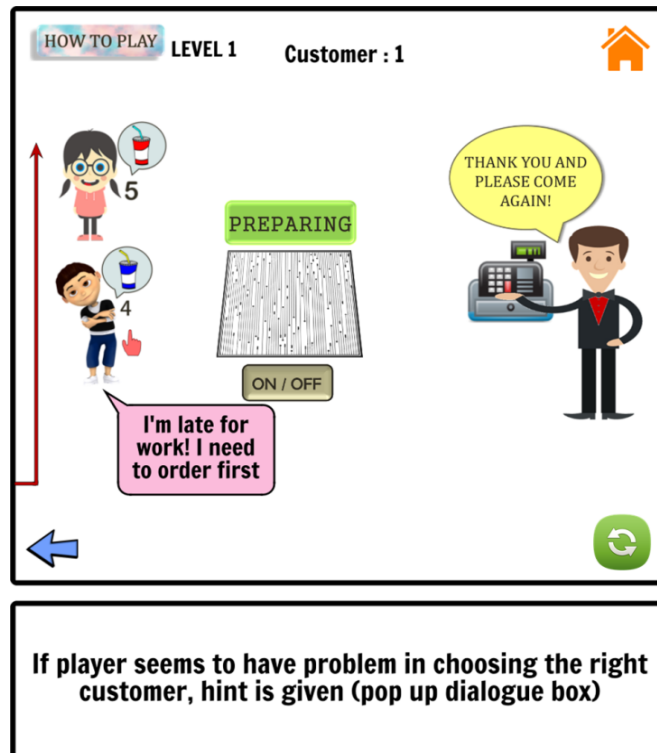 HOW TO PLAY
LEVEL 1
Customer : 1
THANK YOU AND
PLEASE COME
AGAIN!
5
PREPARING
4
ON / OFF
I'm late for
work! I need
to order first
If player seems to have problem in choosing the right
customer, hint is given (pop up dialogue box)